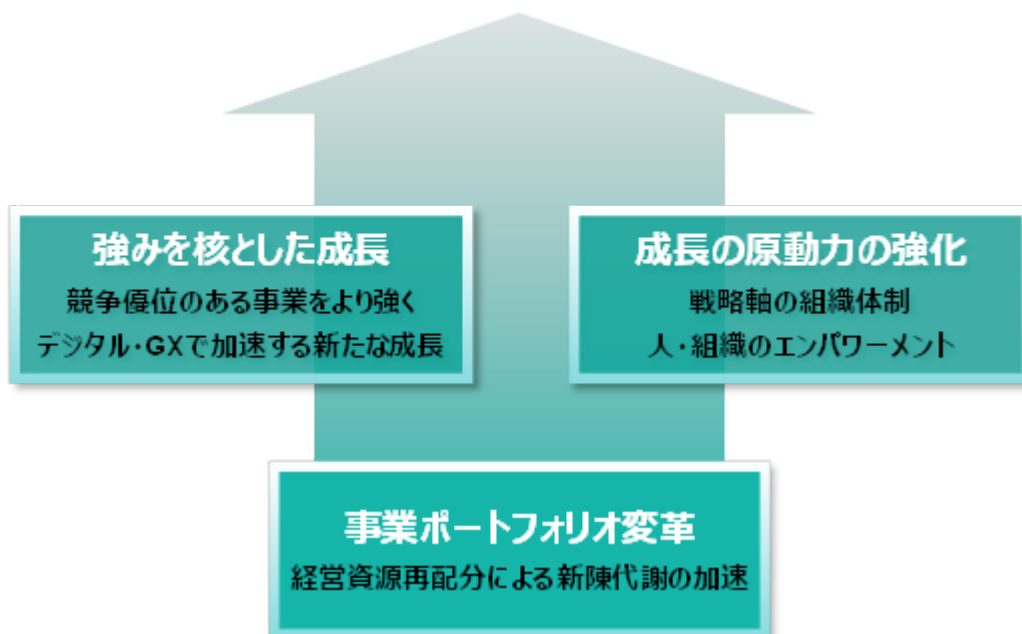 強みを核とした成長
競争優位のある事業をより強く
デジタル・GXで加速する新たな成長
成長の原動力の強化
戦略軸の組織体制
人・組織のエンパワーメント
事業ポートフォリオ変革
経営資源再配分による新陳代謝の加速